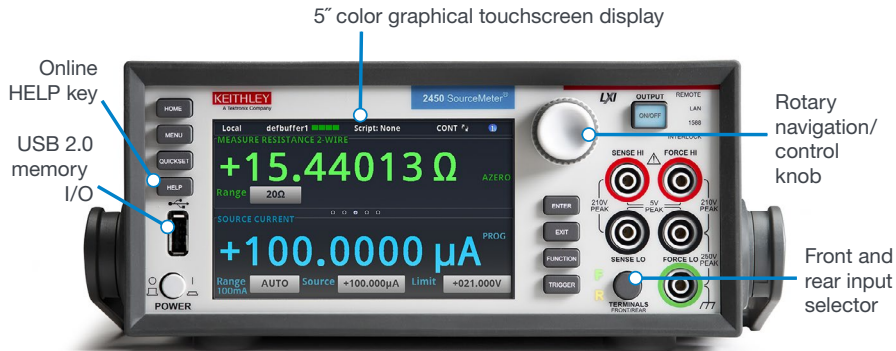 5˝ color graphical touchscreen display
Online
HELP key
USB 2.0
memory
I/O
Rotary
navigation/
control
knob
Front and
rear input
selector
KEITHLEY
A Tektronix Company
2450 SourceMeter®
LXI
OUTPUT
ON/OFF
REMOTE
LAN
1588
INTERLOCK
HOME
MENU
QUICKSET
HELP
POWER
Local defbuffer1 Script: None CONT
MEASURE RESISTANCE 2-WIRE
+15.44013 Ω
AZERO
Range 20Ω
SOURCE CURRENT
+100.0000 µA
PROG
Range AUTO Source +100.000µA Limit +021.000V
100mA
ENTER
EXIT
FUNCTION
TRIGGER
SENSE HI FORCE HI
210V
PEAK
5V
PEAK
210V
PEAK
SENSE LO FORCE LO
250V
PEAK
F
R
TERMINALS
FRONT/REAR